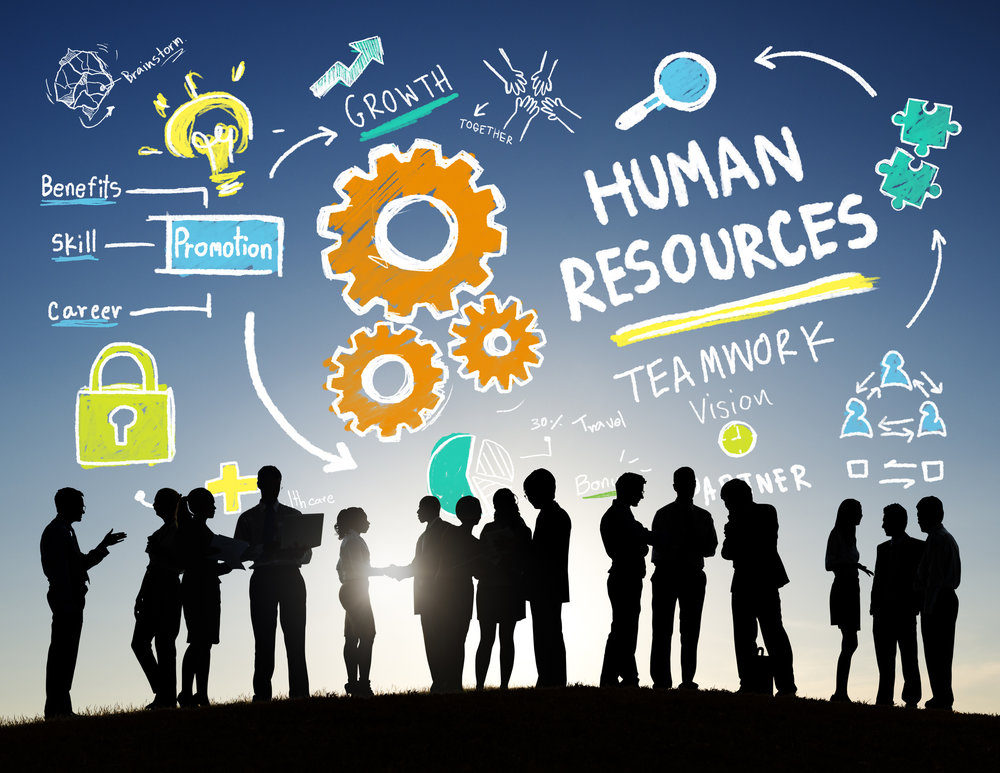 Brainstorm
GROWTH
TOGETHER
HUMAN
RESOURCES
Benefits
Skill
Promotion
Career
TEAMWORK
Vision
30% Travel